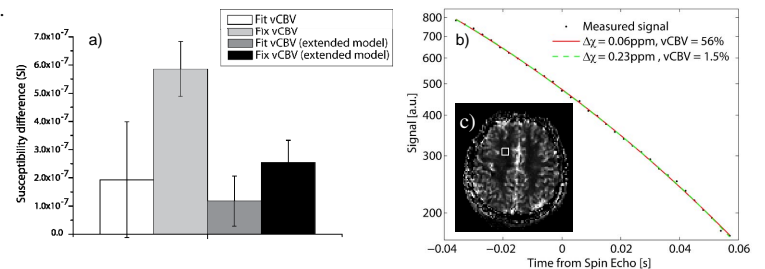 Fit vCBV
Fix vCBV
Fit vCBV (extended model)
Fix vCBV (extended model)
a)
7.0x10⁻⁷
6.0x10⁻⁷
5.0x10⁻⁷
4.0x10⁻⁷
3.0x10⁻⁷
2.0x10⁻⁷
1.0x10⁻⁷
0.0
Susceptibility difference (SI)
b)
Measured signal
Δχ = 0.06ppm, vCBV = 56%
Δχ = 0.23ppm , vCBV = 1.5%
800
700
600
500
400
300
200
Signal [a.u.]
c)
−0.04 −0.02 0 0.02 0.04 0.06
Time from Spin Echo [s]